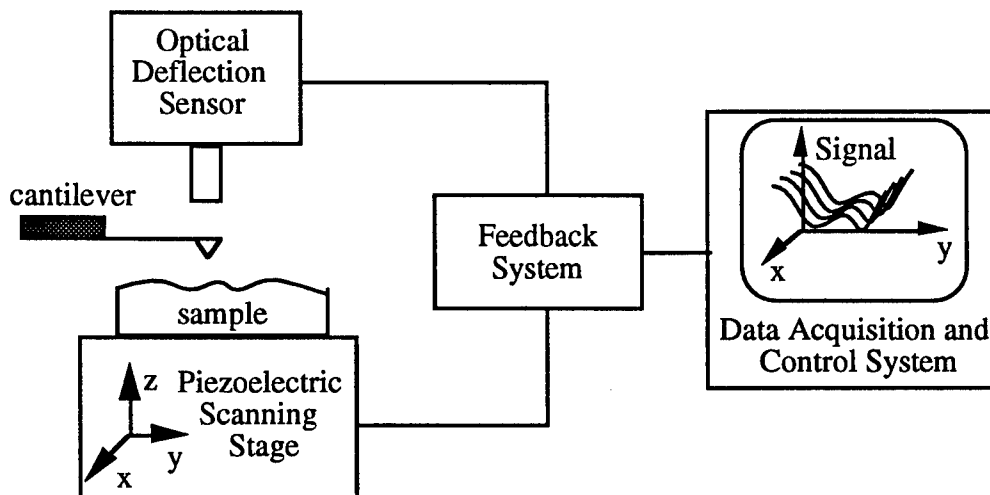 Optical
Deflection
Sensor
cantilever
sample
z
y
x
Piezoelectric
Scanning
Stage
Feedback
System
Signal
y
x
Data Acquisition and
Control System